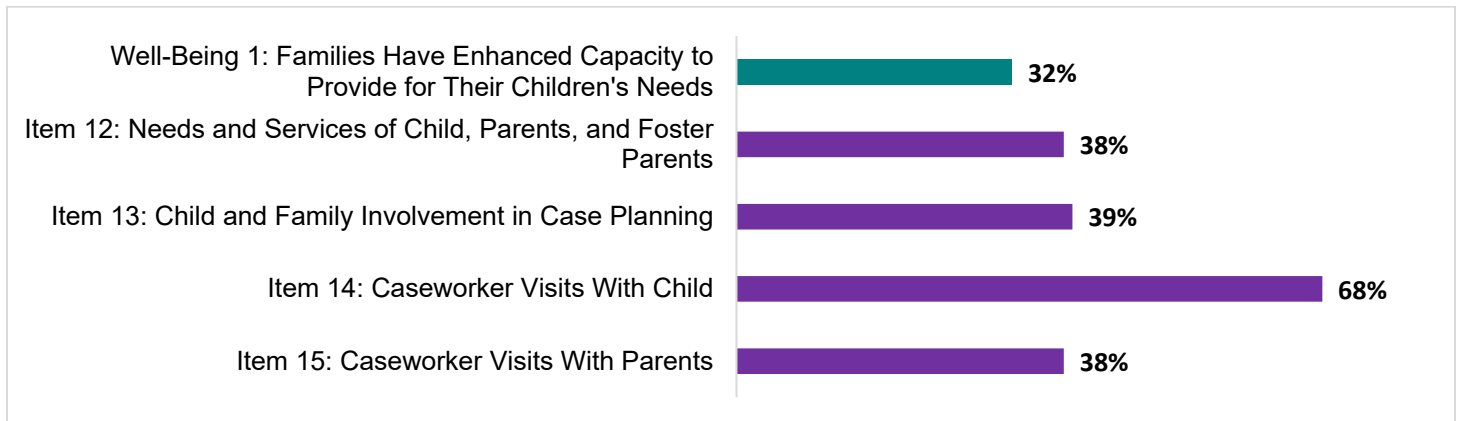 Well-Being 1: Families Have Enhanced Capacity to
Provide for Their Children's Needs
32%
Item 12: Needs and Services of Child, Parents, and Foster
Parents
38%
Item 13: Child and Family Involvement in Case Planning
39%
Item 14: Caseworker Visits With Child
68%
Item 15: Caseworker Visits With Parents
38%